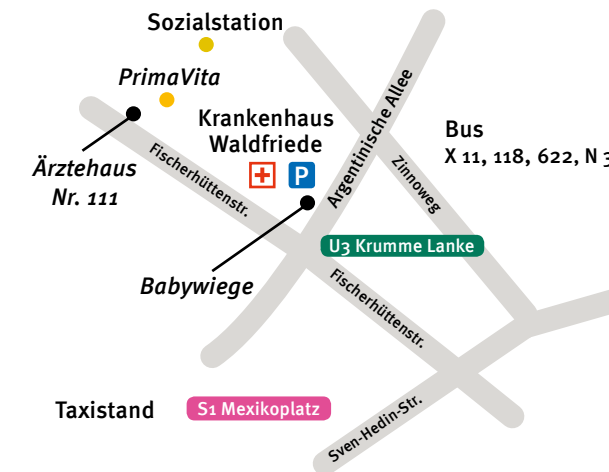 Sozialstation
PrimaVita
Krankenhaus
Waldfriede
P
Ärztehaus
Nr. 111
Fischerhüttenstr.
Argentinische Allee
Zinnoweg
Bus
X 11, 118, 622, N
U3 Krumme Lanke
Babywiege
Fischerhüttenstr.
Taxistand
S1 Mexikoplatz
Sven-Hedin-Str.